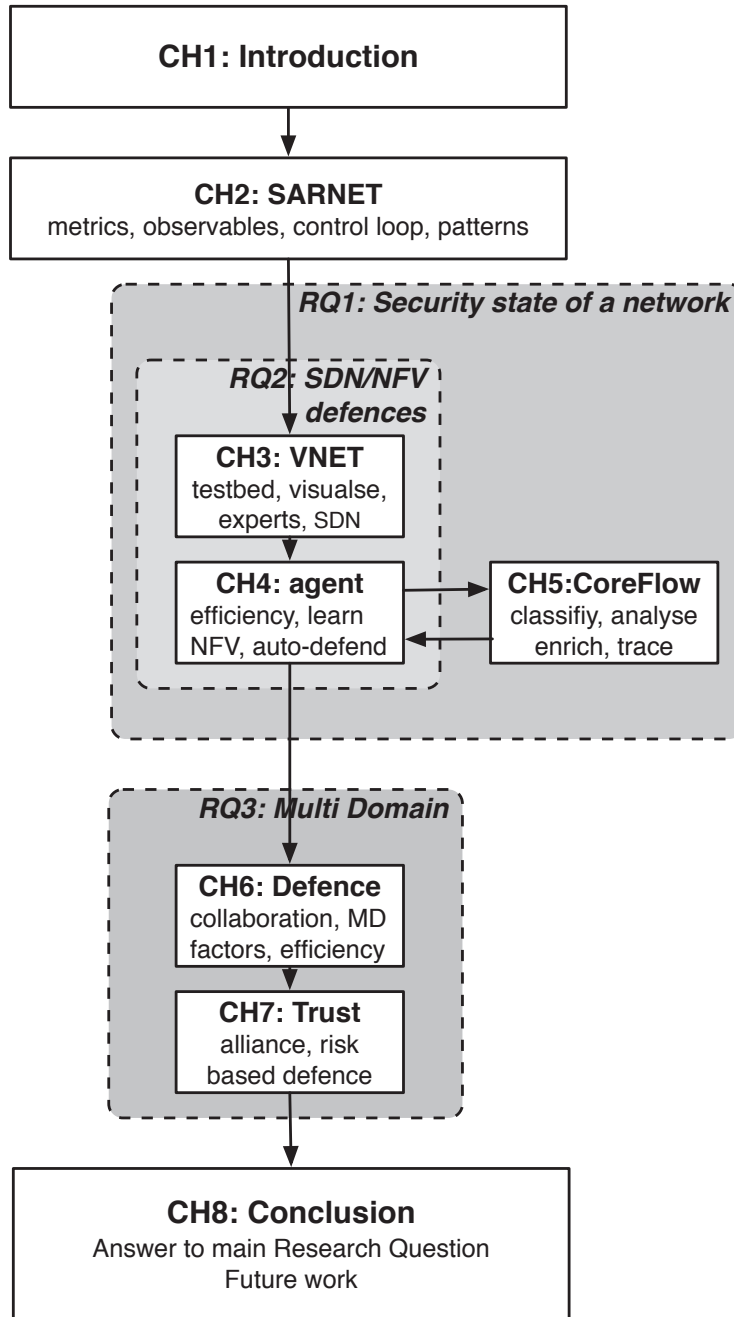 CH1: Introduction
CH2: SARNET
metrics, observables, control loop, patterns
RQ1: Security state of a network
RQ2: SDN/NFV
defences
CH3: VNET
testbed, visualse,
experts, SDN
CH4: agent
efficiency, learn
NFV, auto-defend
CH5:CoreFlow
classifiy, analyse
enrich, trace
RQ3: Multi Domain
CH6: Defence
collaboration, MD
factors, efficiency
CH7: Trust
alliance, risk
based defence
CH8: Conclusion
Answer to main Research Question
Future work